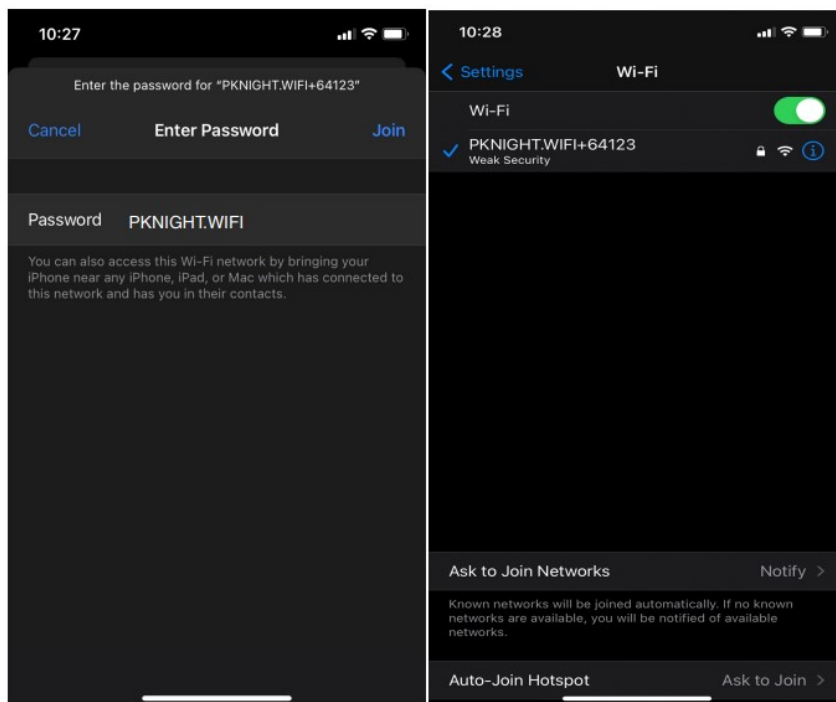 10:27
Enter the password for “PKNIGHT.WIFI+64123”
Cancel Enter Password Join
Password PKNIGHT.WIFI
You can also access this Wi-Fi network by bringing your
iPhone near any iPhone, iPad, or Mac which has connected to
this network and has you in their contacts.
10:28
Settings Wi-Fi
Wi-Fi
PKNIGHT.WIFI+64123
Weak Security
Ask to Join Networks Notify
Known networks will be joined automatically. If no known
networks are available, you will be notified of available
networks.
Auto-Join Hotspot Ask to Join